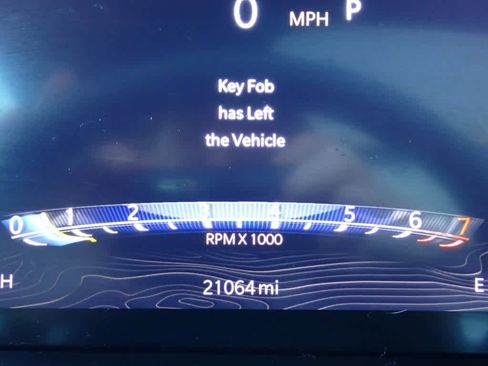 0 MPH P
Key Fob
has Left
the Vehicle
0 1 2 3 4 5 6 7
RPM X 1000
H 21064 mi E